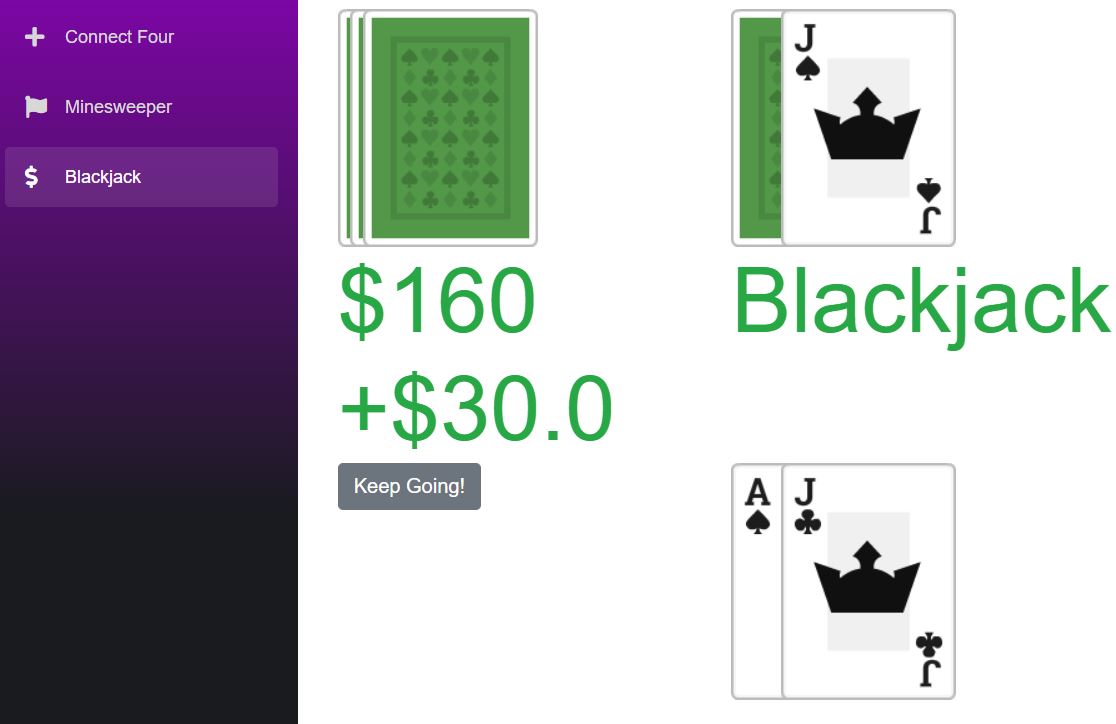 Connect Four
Minesweeper
Blackjack
J
J
$160
Blackjack
+$30.0
Keep Going!
A
J
J